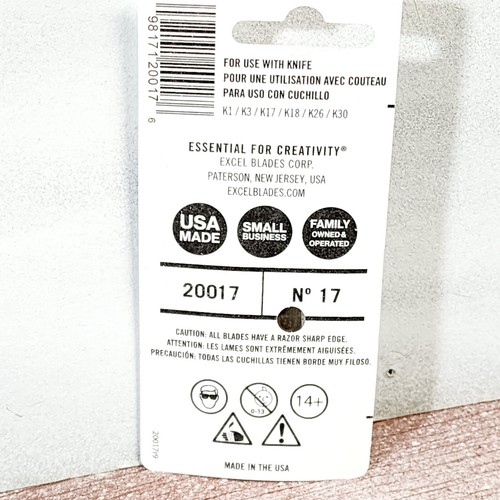 98171 20017 6
FOR USE WITH KNIFE
POUR UNE UTILISATION AVEC COUTEAU
PARA USO CON CUCHILLO
K1 / K3 / K17 / K18 / K26 / K30
ESSENTIAL FOR CREATIVITY®
EXCEL BLADES CORP.
PATERSON, NEW JERSEY, USA
EXCELBLADES.COM
USA
MADE
SMALL
BUSINESS
FAMILY
OWNED &
OPERATED
20017
Nº 17
CAUTION: ALL BLADES HAVE A RAZOR SHARP EDGE.
ATTENTION: LES LAMES SONT EXTRÊMEMENT AIGUISÉES.
PRECAUCIÓN: TODAS LAS CUCHILLAS TIENEN BORDE MUY FILOSO.
0-13
14+
MADE IN THE USA